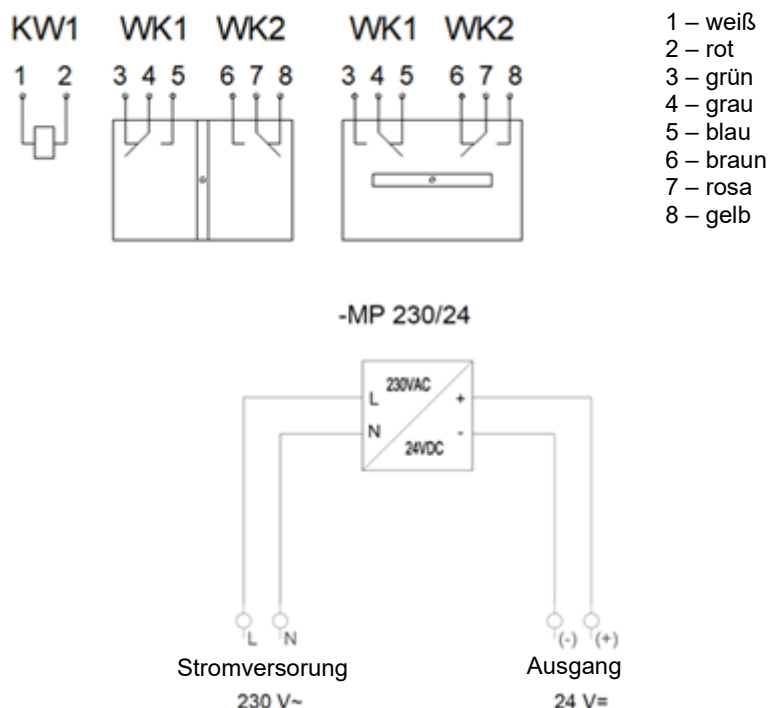 KW1 WK1 WK2 WK1 WK2
1 2 3 4 5 6 7 8 3 4 5 6 7 8
1 – weiß
2 – rot
3 – grün
4 – grau
5 – blau
6 – braun
7 – rosa
8 – gelb
-MP 230/24
230VAC
L +
N -
24VDC
L N (-) (+)
Stromversorung Ausgang
230 V~ 24 V=